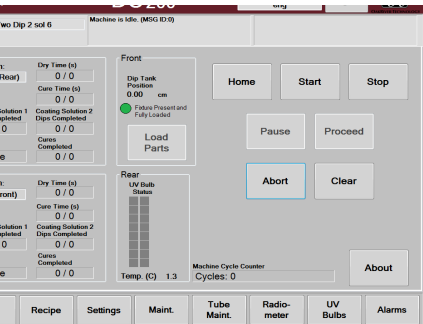 200
ting
Two Dip 2 sol 6
Machine is Idle. (MSG ID:0)
Dry Time (s)
Rear)
0 / 0
Cure Time (s)
0 / 0
Solution 1
Coating Solution 2
Dips Completed
0
0 / 0
Cures
Completed
0 / 0
Front
Dip Tank
Position
0.00 cm
Fixture Present and
Fully Loaded
Load
Parts
Home
Start
Stop
Pause
Proceed
Abort
Clear
Dry Time (s)
ront)
0 / 0
Cure Time (s)
0 / 0
Solution 1
Coating Solution 2
Dips Completed
0
0 / 0
Cures
Completed
0 / 0
Rear
UV Bulb
Status
Temp. (C) 1.3
Machine Cycle Counter
Cycles: 0
About
Recipe
Settings
Maint.
Tube
Maint.
Radio-
meter
UV
Bulbs
Alarms